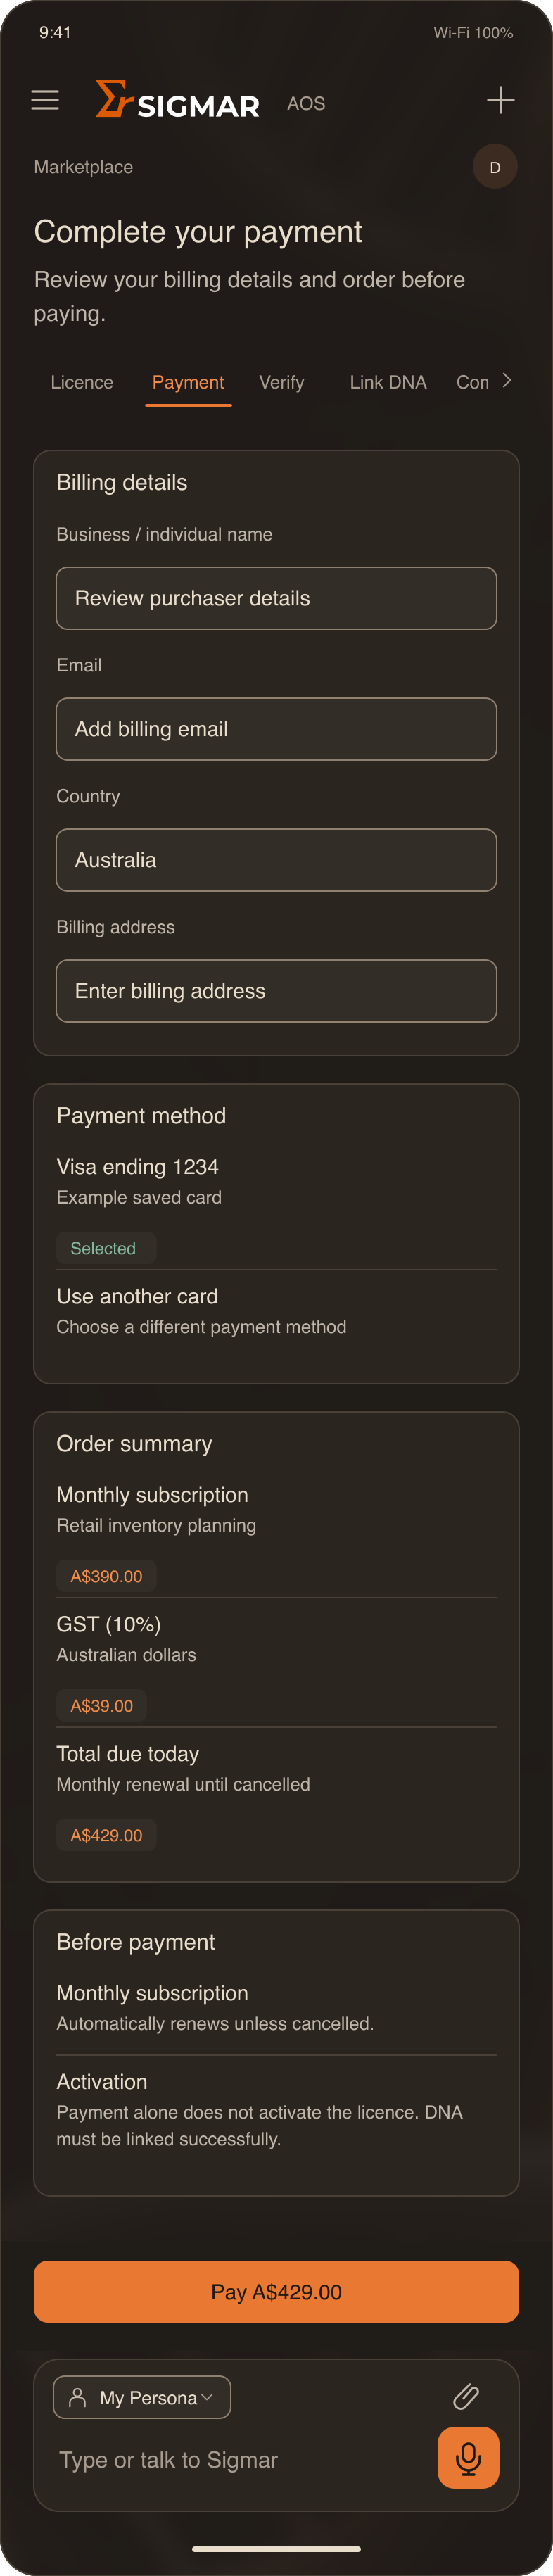 9:41
Wi-Fi 100%
SIGMAR AOS
Marketplace
D
Complete your payment
Review your billing details and order before
paying.
Licence Payment Verify Link DNA Con
Billing details
Business / individual name
Review purchaser details
Email
Add billing email
Country
Australia
Billing address
Enter billing address
Payment method
Visa ending 1234
Example saved card
Selected
Use another card
Choose a different payment method
Order summary
Monthly subscription
Retail inventory planning
A$390.00
GST (10%)
Australian dollars
A$39.00
Total due today
Monthly renewal until cancelled
A$429.00
Before payment
Monthly subscription
Automatically renews unless cancelled.
Activation
Payment alone does not activate the licence. DNA
must be linked successfully.
Pay A$429.00
My Persona
Type or talk to Sigmar